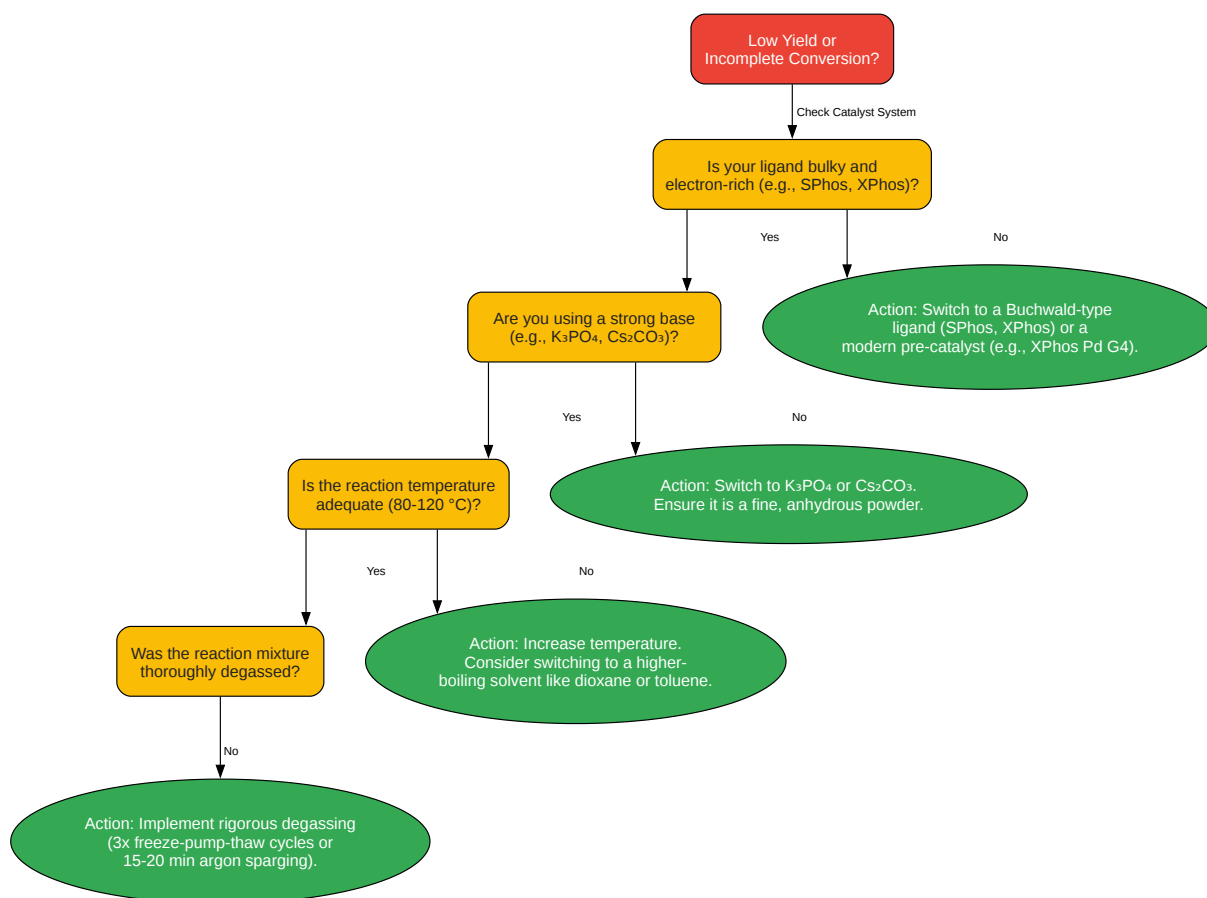 Low Yield or
Incomplete Conversion?
Check Catalyst System
Is your ligand bulky and
electron-rich (e.g., SPhos, XPhos)?
Yes
No
Action: Switch to a Buchwald-type
ligand (SPhos, XPhos) or a
modern pre-catalyst (e.g., XPhos Pd G4).
Are you using a strong base
(e.g., K₃PO₄, Cs₂CO₃)?
Yes
No
Action: Switch to K₃PO₄ or Cs₂CO₃.
Ensure it is a fine, anhydrous powder.
Is the reaction temperature
adequate (80-120 °C)?
Yes
No
Action: Increase temperature.
Consider switching to a higher-
boiling solvent like dioxane or toluene.
Was the reaction mixture
thoroughly degassed?
No
Action: Implement rigorous degassing
(3x freeze-pump-thaw cycles or
15-20 min argon sparging).